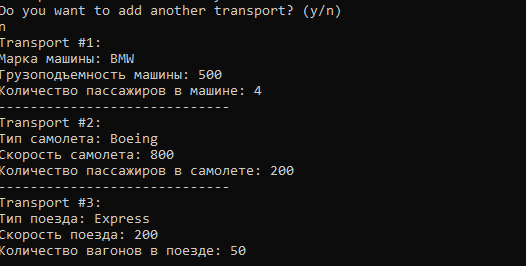 Do you want to add another transport? (y/n)
n
Transport #1:
Марка машины: BMW
Грузоподъемность машины: 500
Количество пассажиров в машине: 4
-----------------------------
Transport #2:
Тип самолета: Boeing
Скорость самолета: 800
Количество пассажиров в самолете: 200
-----------------------------
Transport #3:
Тип поезда: Express
Скорость поезда: 200
Количество вагонов в поезде: 50